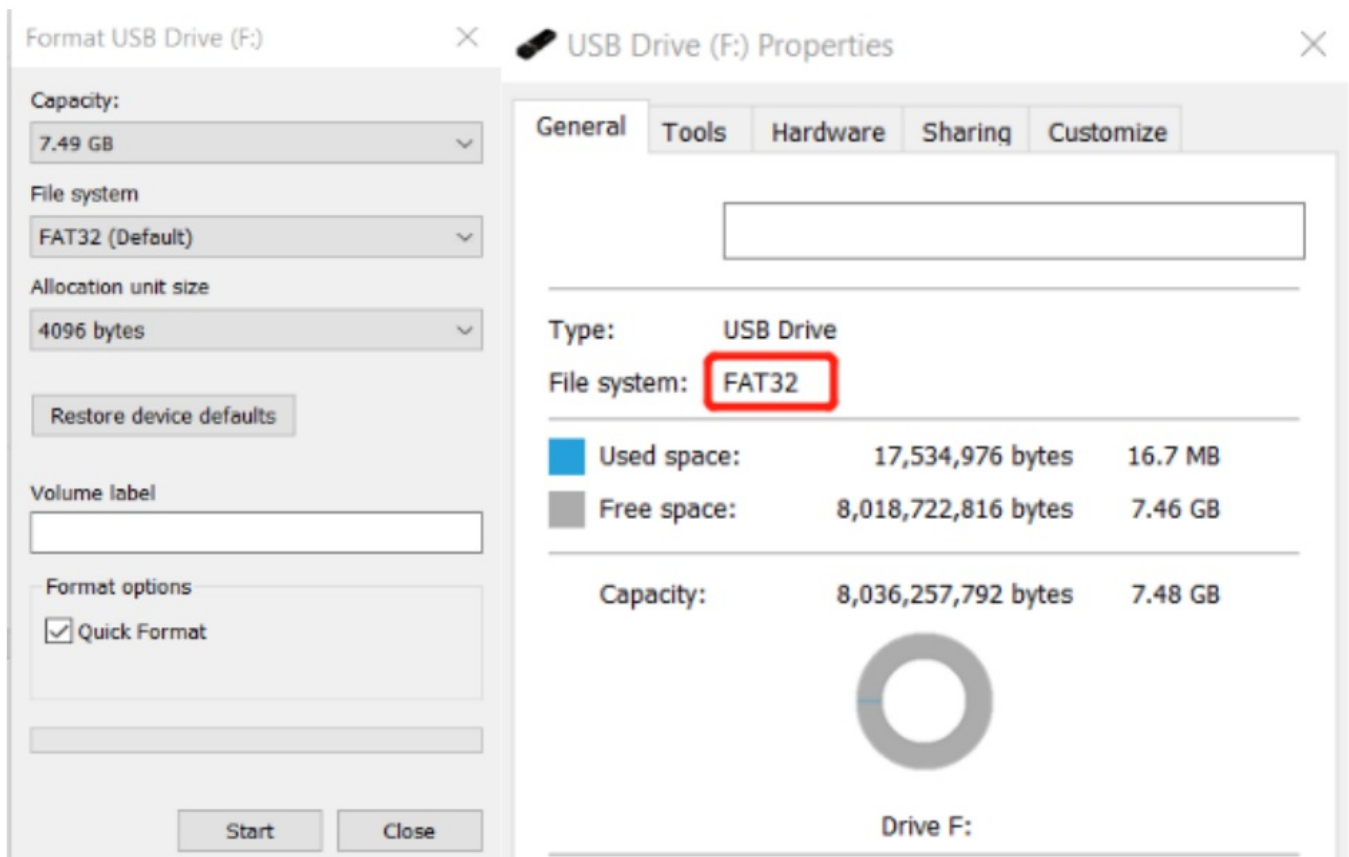 Format USB Drive (F:)
Capacity:
7.49 GB
File system
FAT32 (Default)
Allocation unit size
4096 bytes
Restore device defaults
Volume label
Format options
Quick Format
Start
Close
USB Drive (F:) Properties
General
Tools
Hardware
Sharing
Customize
Type: USB Drive
File system: FAT32
Used space: 17,534,976 bytes 16.7 MB
Free space: 8,018,722,816 bytes 7.46 GB
Capacity: 8,036,257,792 bytes 7.48 GB
Drive F: